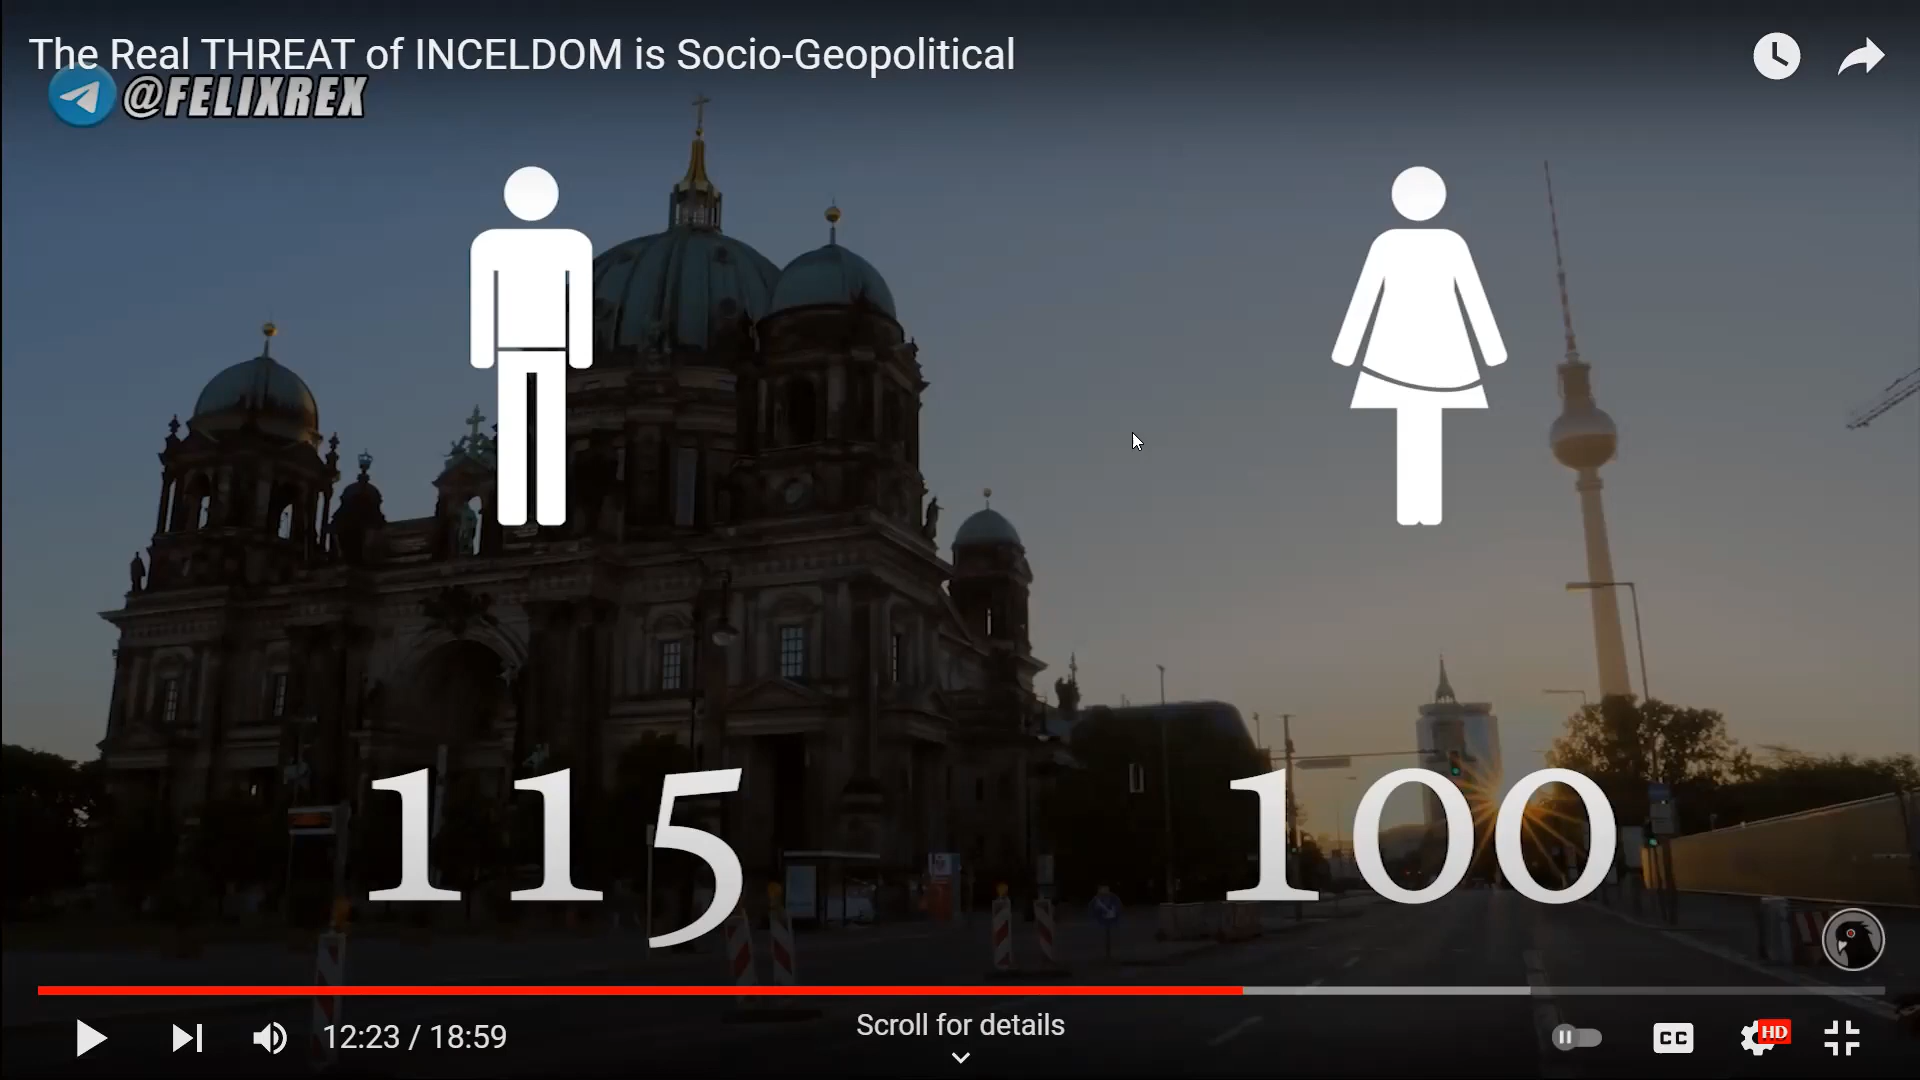 The Real THREAT of INCELDOM is Socio-Geopolitical
@FELIXREX
115
100
12:23 / 18:59
Scroll for details
CC
HD